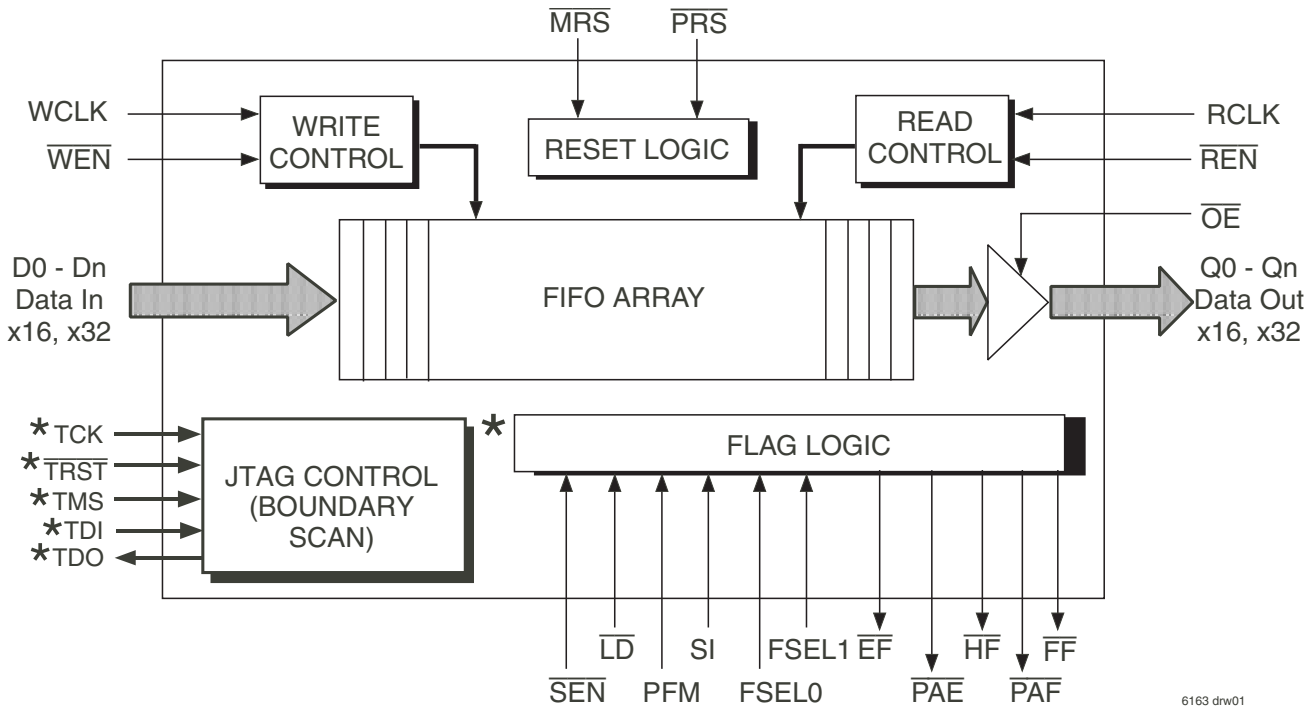 MRS PRS
WCLK
WEN
WRITE
CONTROL
RESET LOGIC
READ
CONTROL
RCLK
REN
OE
D0 - Dn
Data In
x16, x32
FIFO ARRAY
Q0 - Qn
Data Out
x16, x32
*TCK
*TRST
*TMS
*TDI
*TDO
JTAG CONTROL
(BOUNDARY
SCAN)
*
FLAG LOGIC
LD SI FSEL1 EF HF FF
SEN PFM FSEL0 PAE PAF
6163 drw01